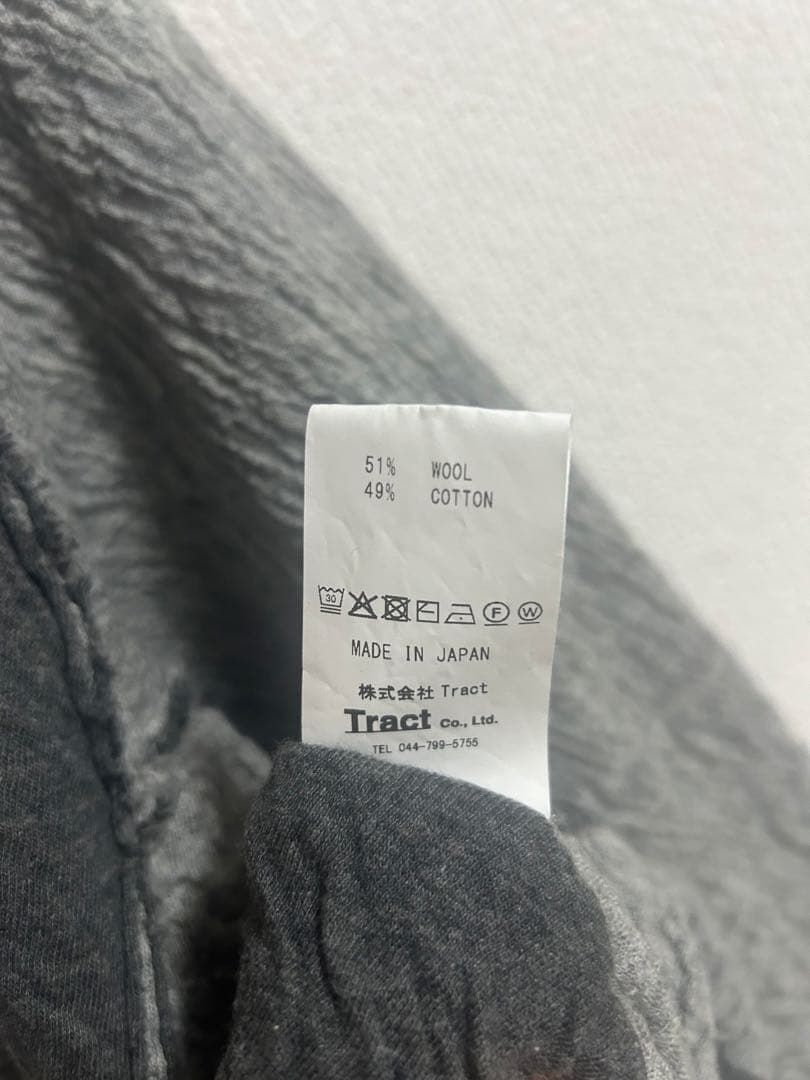 51% WOOL
49% COTTON
30 F W
MADE IN JAPAN
株式会社 Tract
Tract Co., Ltd.
TEL 044-799-5755